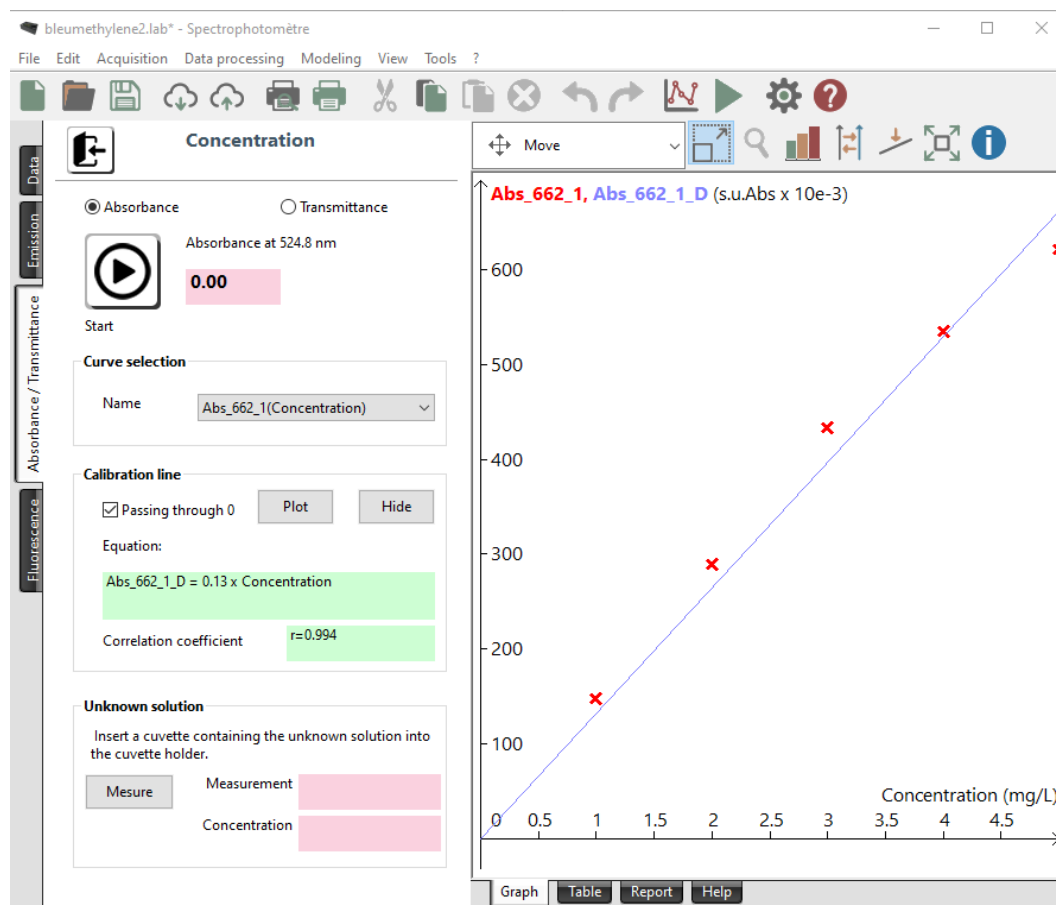 bleumethylene2.lab* - Spectrophotomètre
File Edit Acquisition Data processing Modeling View Tools ?
Data
Emission
Absorbance / Transmittance
Fluorescence
Concentration
Absorbance Transmittance
Absorbance at 524.8 nm
0.00
Start
Curve selection
Name Abs_662_1(Concentration)
Calibration line
Passing through 0 Plot Hide
Equation:
Abs_662_1_D = 0.13 x Concentration
Correlation coefficient r=0.994
Unknown solution
Insert a cuvette containing the unknown solution into
the cuvette holder.
Mesure Measurement
Concentration
Move
Abs_662_1, Abs_662_1_D (s.u.Abs x 10e-3)
600
500
400
300
200
100
Concentration (mg/L)
0 0.5 1 1.5 2 2.5 3 3.5 4 4.5
Graph Table Report Help